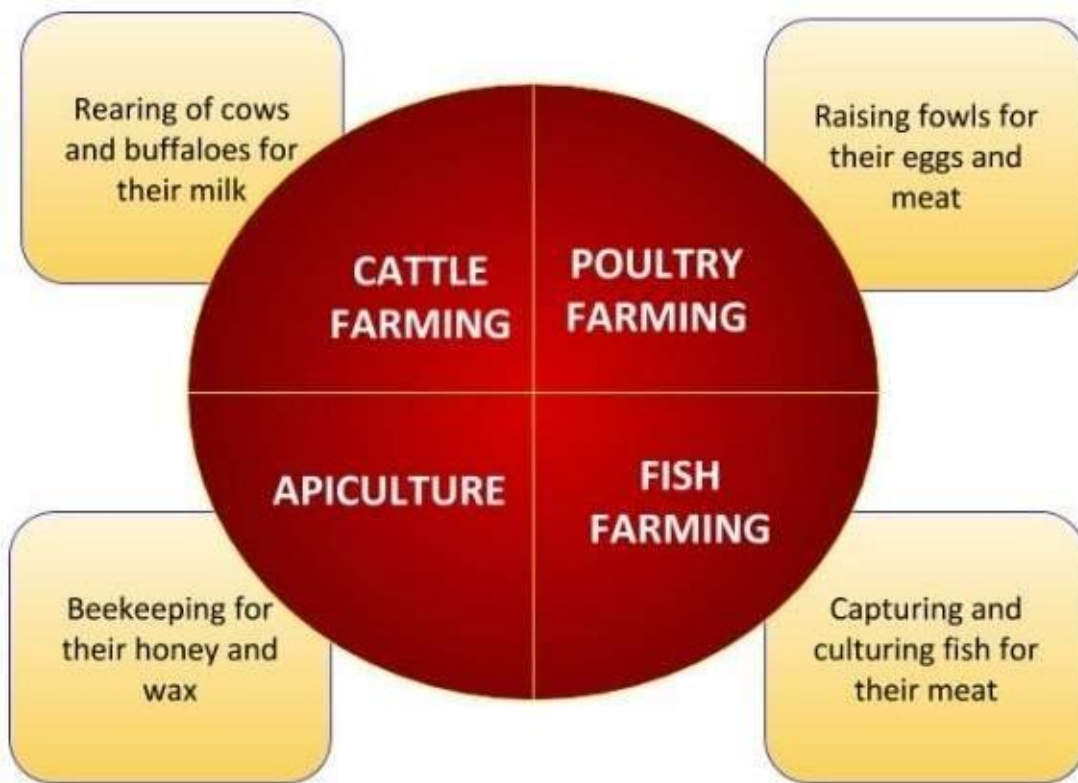 Rearing of cows
and buffaloes for
their milk
Raising fowls for
their eggs and
meat
CATTLE
FARMING
POULTRY
FARMING
APICULTURE
FISH
FARMING
Beekeeping for
their honey and
wax
Capturing and
culturing fish for
their meat